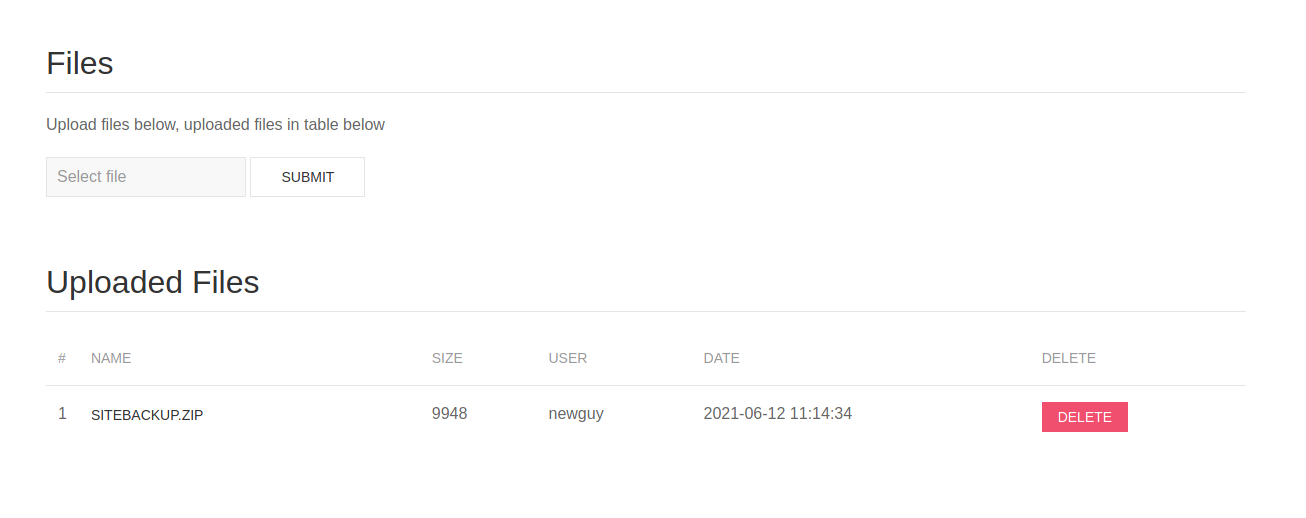 Files
Upload files below, uploaded files in table below
Select file SUBMIT
Uploaded Files
# NAME SIZE USER DATE DELETE
1 SITEBACKUP.ZIP 9948 newguy 2021-06-12 11:14:34 DELETE